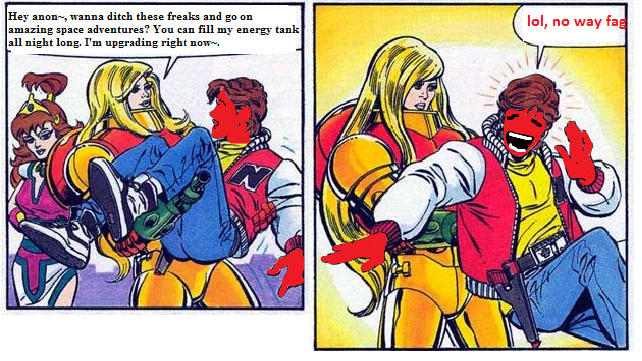 Hey anon~, wanna ditch these freaks and go on
amazing space adventures? You can fill my energy tank
all night long. I'm upgrading right now~.
N
lol, no way fag